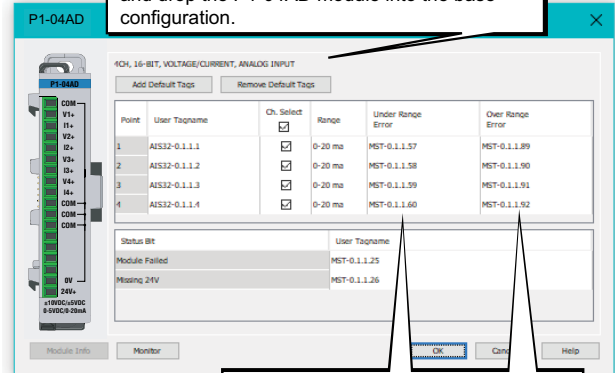 and drop the P1-04AD module into the base
configuration.
P1-04AD
4CH, 16-BIT, VOLTAGE/CURRENT, ANALOG INPUT
Add Default Tags Remove Default Tags
Point User Tagname Ch. Select Range Under Range Error Over Range Error
1 AIS32-0.1.1.1 0-20 ma MST-0.1.1.57 MST-0.1.1.89
2 AIS32-0.1.1.2 0-20 ma MST-0.1.1.58 MST-0.1.1.90
3 AIS32-0.1.1.3 0-20 ma MST-0.1.1.59 MST-0.1.1.91
4 AIS32-0.1.1.4 0-20 ma MST-0.1.1.60 MST-0.1.1.92
Status Bit User Tagname
Module Failed MST-0.1.1.25
Missing 24V MST-0.1.1.26
P1-04AD
COM
V1+
I1+
V2+
I2+
V3+
I3+
V4+
I4+
COM
COM
COM
0V
24V+
±10VDC/±5VDC
0-5VDC/0-20mA
Module Info Monitor OK Help